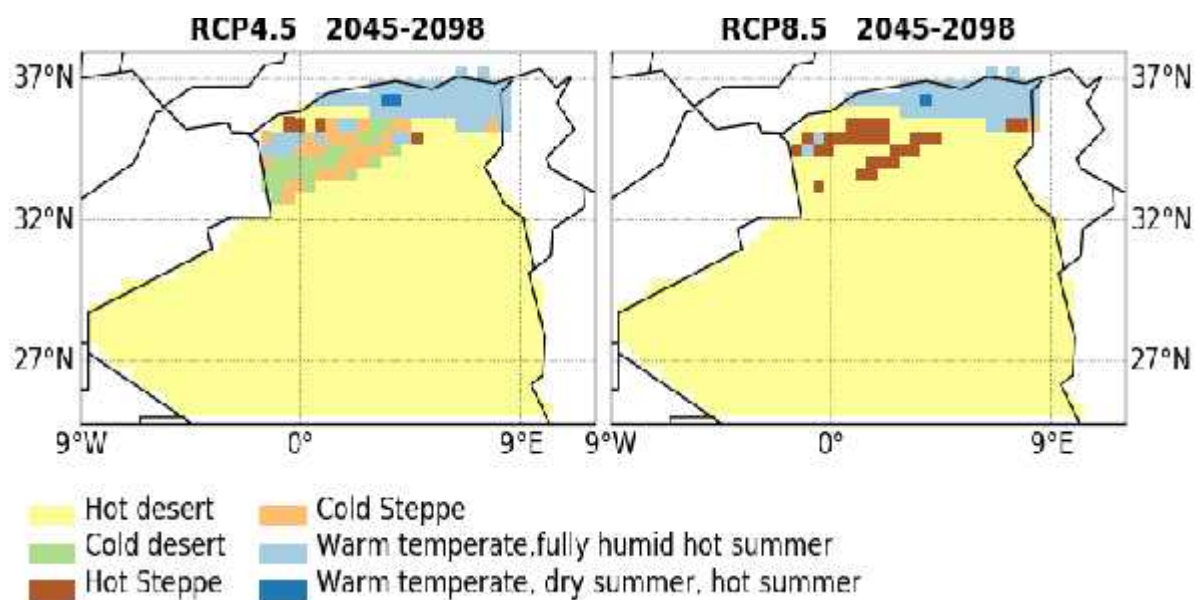 RCP4.5 2045-2098 RCP8.5 2045-2098
37°N 37°N
32°N 32°N
27°N 27°N
9°W 0° 9°E 9°W 0° 9°E
Hot desert Cold Steppe
Cold desert Warm temperate,fully humid hot summer
Hot Steppe Warm temperate, dry summer, hot summer